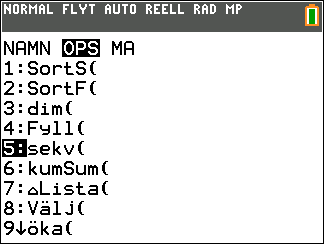 NORMAL FLYT AUTO REELL RAD MP
NAMN OPS MA
1:SortS(
2:SortF(
3:dim(
4:Fyll(
5:sekv(
6:kumSum(
7:△Lista(
8:Välj(
9↓öka(